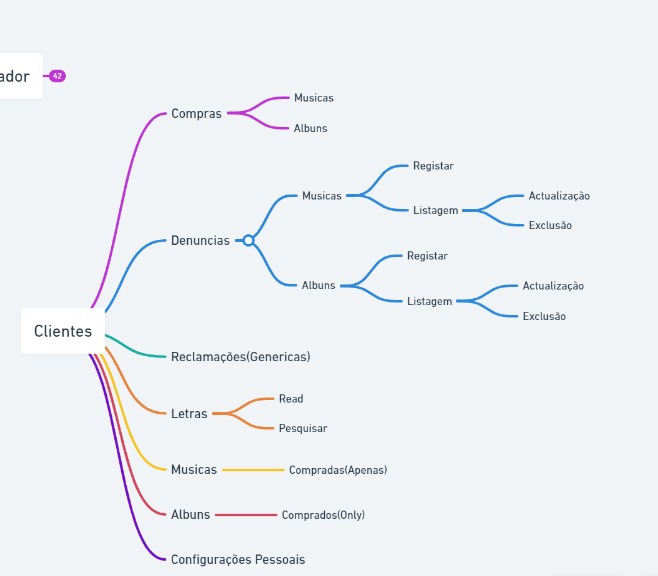 ador
42
Clientes
Compras
Musicas
Albuns
Denuncias
Musicas
Registar
Listagem
Actualização
Exclusão
Albuns
Registar
Listagem
Actualização
Exclusão
Reclamações(Genericas)
Letras
Read
Pesquisar
Musicas
Compradas(Apenas)
Albuns
Comprados(Only)
Configurações Pessoais